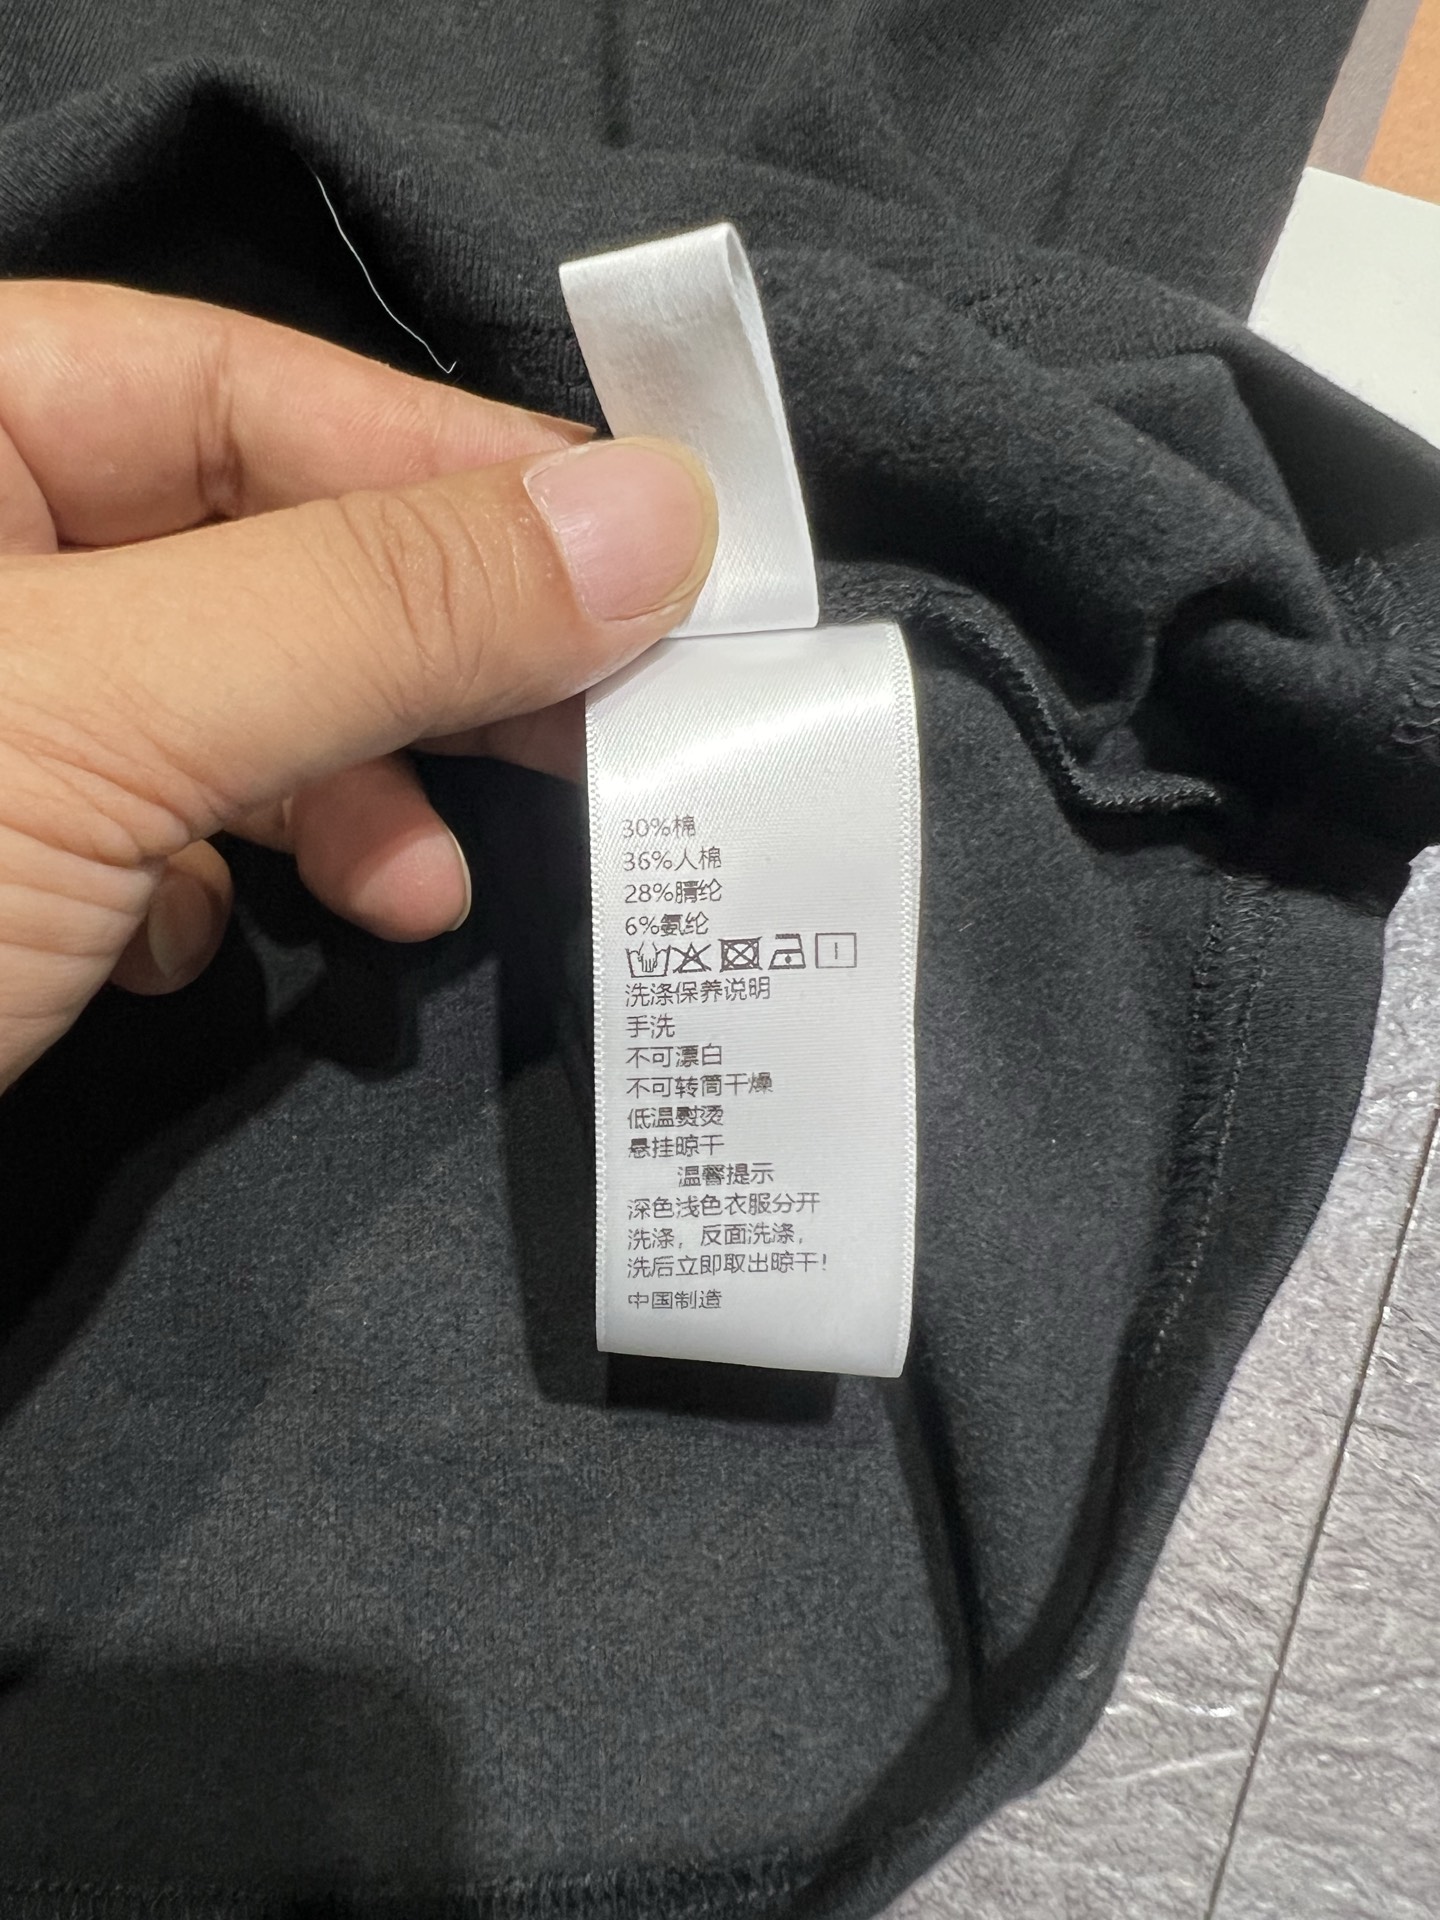 30%棉
36%人棉
28%腈纶
6%氨纶
洗涤保养说明
手洗
不可漂白
不可转筒干燥
低温熨烫
悬挂晾干
温馨提示
深色浅色衣服分开
洗涤，反面洗涤，
洗后立即取出晾干！
中国制造